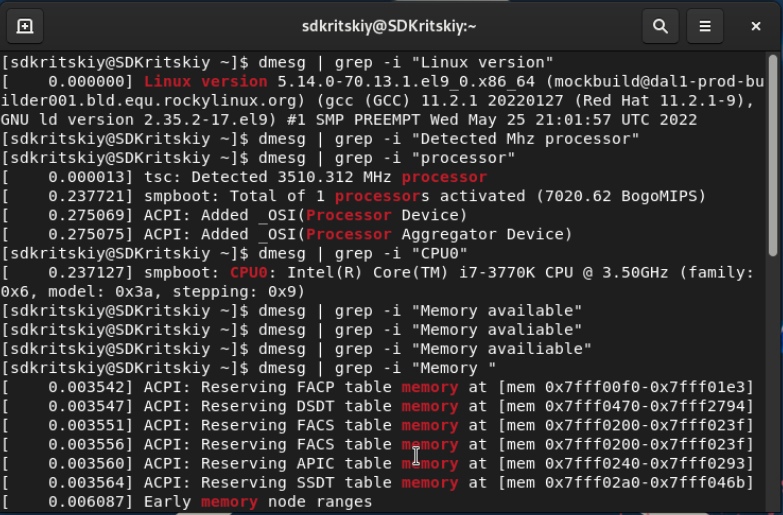 sdkritskiy@SDKritskiy:~
[sdkritskiy@SDKritskiy ~]$ dmesg | grep -i "Linux version"
[    0.000000] Linux version 5.14.0-70.13.1.el9_0.x86_64 (mockbuild@dal1-prod-bu
ilder001.bld.equ.rockylinux.org) (gcc (GCC) 11.2.1 20220127 (Red Hat 11.2.1-9),
GNU ld version 2.35.2-17.el9) #1 SMP PREEMPT Wed May 25 21:01:57 UTC 2022
[sdkritskiy@SDKritskiy ~]$ dmesg | grep -i "Detected Mhz processor"
[sdkritskiy@SDKritskiy ~]$ dmesg | grep -i "processor"
[    0.000013] tsc: Detected 3510.312 MHz processor
[    0.237721] smpboot: Total of 1 processors activated (7020.62 BogoMIPS)
[    0.275069] ACPI: Added _OSI(Processor Device)
[    0.275075] ACPI: Added _OSI(Processor Aggregator Device)
[sdkritskiy@SDKritskiy ~]$ dmesg | grep -i "CPU0"
[    0.237127] smpboot: CPU0: Intel(R) Core(TM) i7-3770K CPU @ 3.50GHz (family:
0x6, model: 0x3a, stepping: 0x9)
[sdkritskiy@SDKritskiy ~]$ dmesg | grep -i "Memory available"
[sdkritskiy@SDKritskiy ~]$ dmesg | grep -i "Memory avaliable"
[sdkritskiy@SDKritskiy ~]$ dmesg | grep -i "Memory availiable"
[sdkritskiy@SDKritskiy ~]$ dmesg | grep -i "Memory "
[    0.003542] ACPI: Reserving FACP table memory at [mem 0x7fff00f0-0x7fff01e3]
[    0.003547] ACPI: Reserving DSDT table memory at [mem 0x7fff0470-0x7fff2794]
[    0.003551] ACPI: Reserving FACS table memory at [mem 0x7fff0200-0x7fff023f]
[    0.003556] ACPI: Reserving FACS table memory at [mem 0x7fff0200-0x7fff023f]
[    0.003560] ACPI: Reserving APIC table memory at [mem 0x7fff0240-0x7fff0293]
[    0.003564] ACPI: Reserving SSDT table memory at [mem 0x7fff02a0-0x7fff046b]
[    0.006087] Early memory node ranges